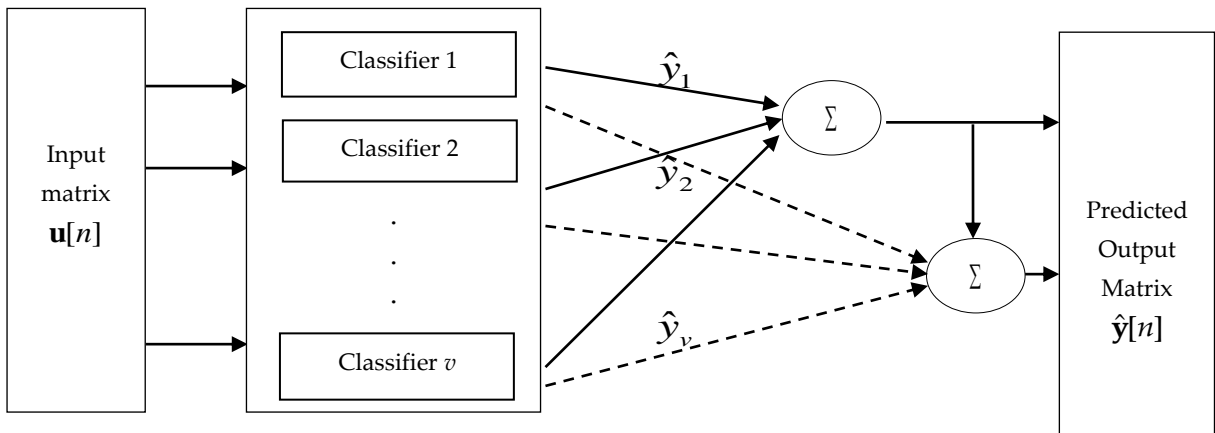 Input
matrix
u[n]
Classifier 1
Classifier 2
.
.
.
Classifier v
ŷ₁
ŷ₂
ŷᵥ
Σ
Σ
Predicted
Output
Matrix
ŷ[n]